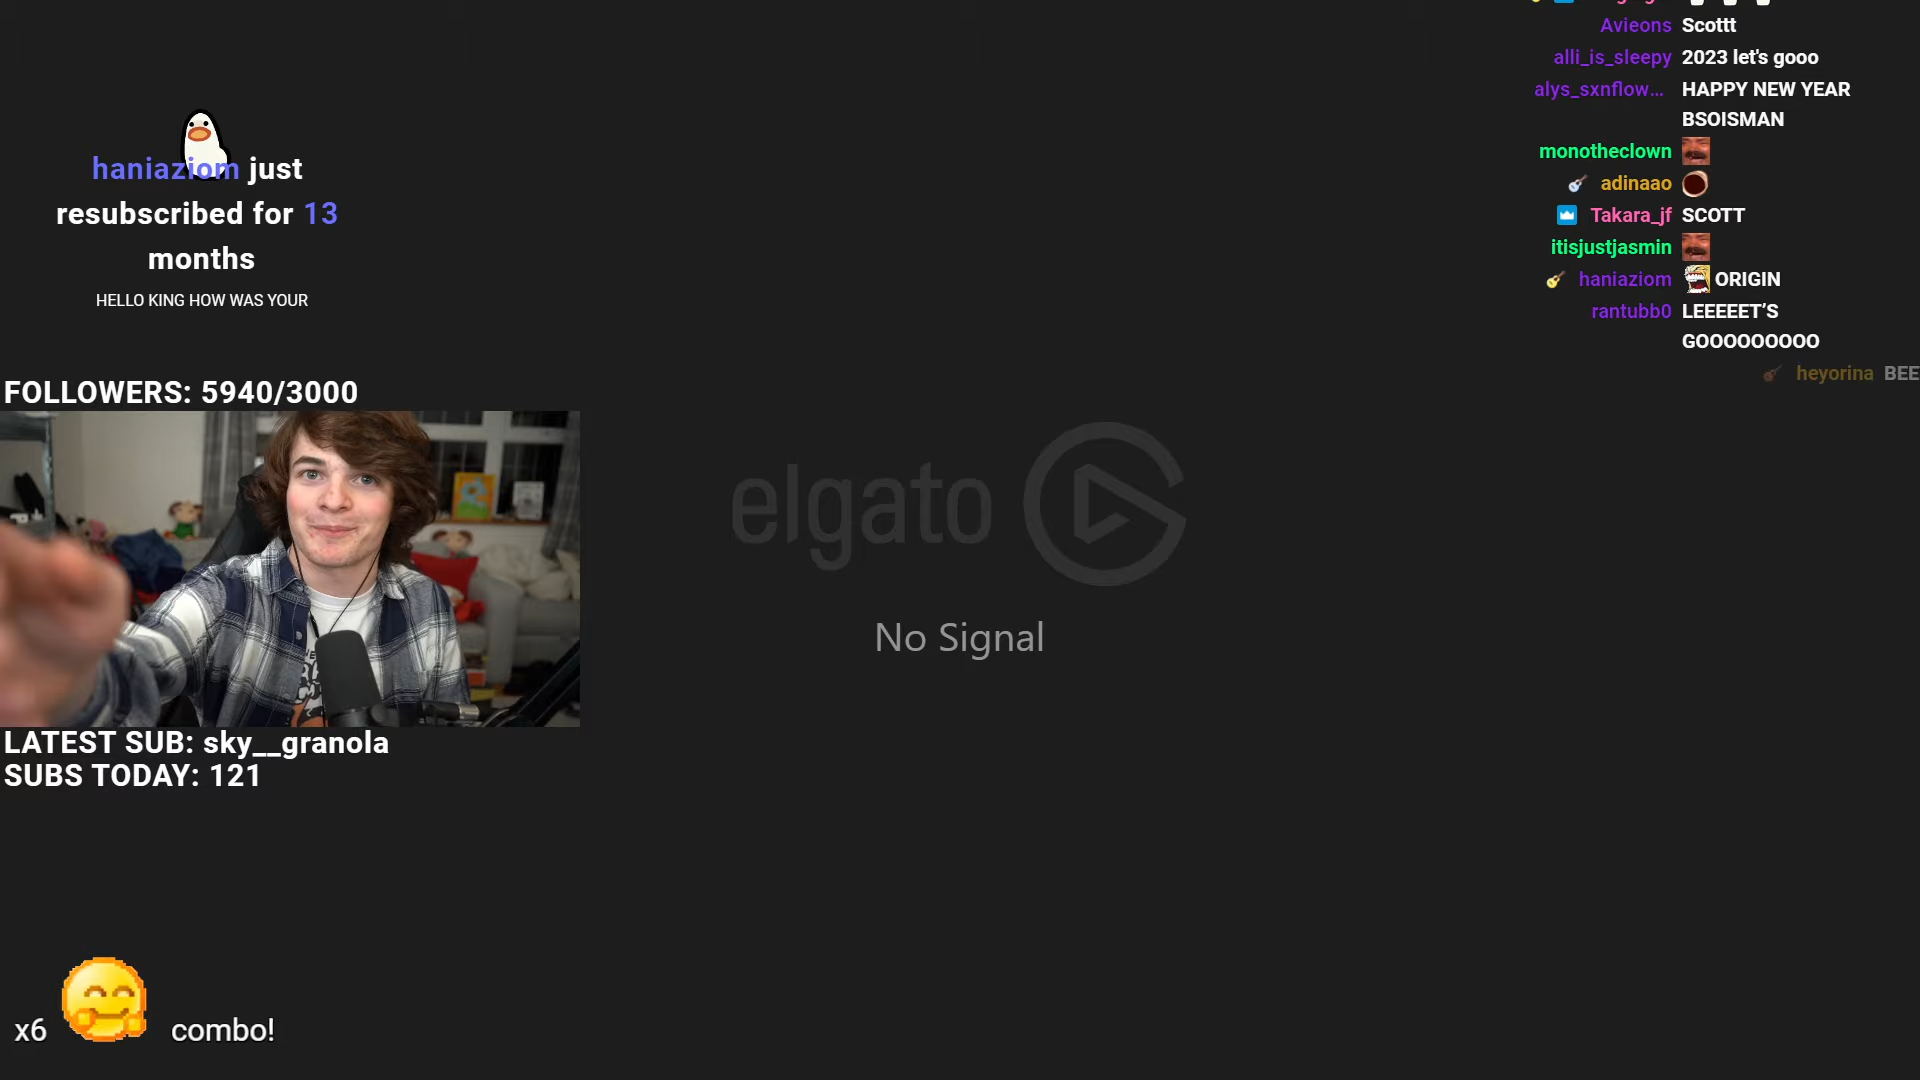 haniaziom just
resubscribed for 13
months
HELLO KING HOW WAS YOUR
FOLLOWERS: 5940/3000
LATEST SUB: sky__granola
SUBS TODAY: 121
x6 combo!
elgato
No Signal
Avieons Scottt
alli_is_sleepy 2023 let's gooo
alys_sxnflow... HAPPY NEW YEAR
BSOISMAN
monotheclown
adinaao
Takara_jf SCOTT
itisjustjasmin
haniaziom ORIGIN
rantubb0 LEEEEET’S
GOOOOOOOOO
heyorina BEE